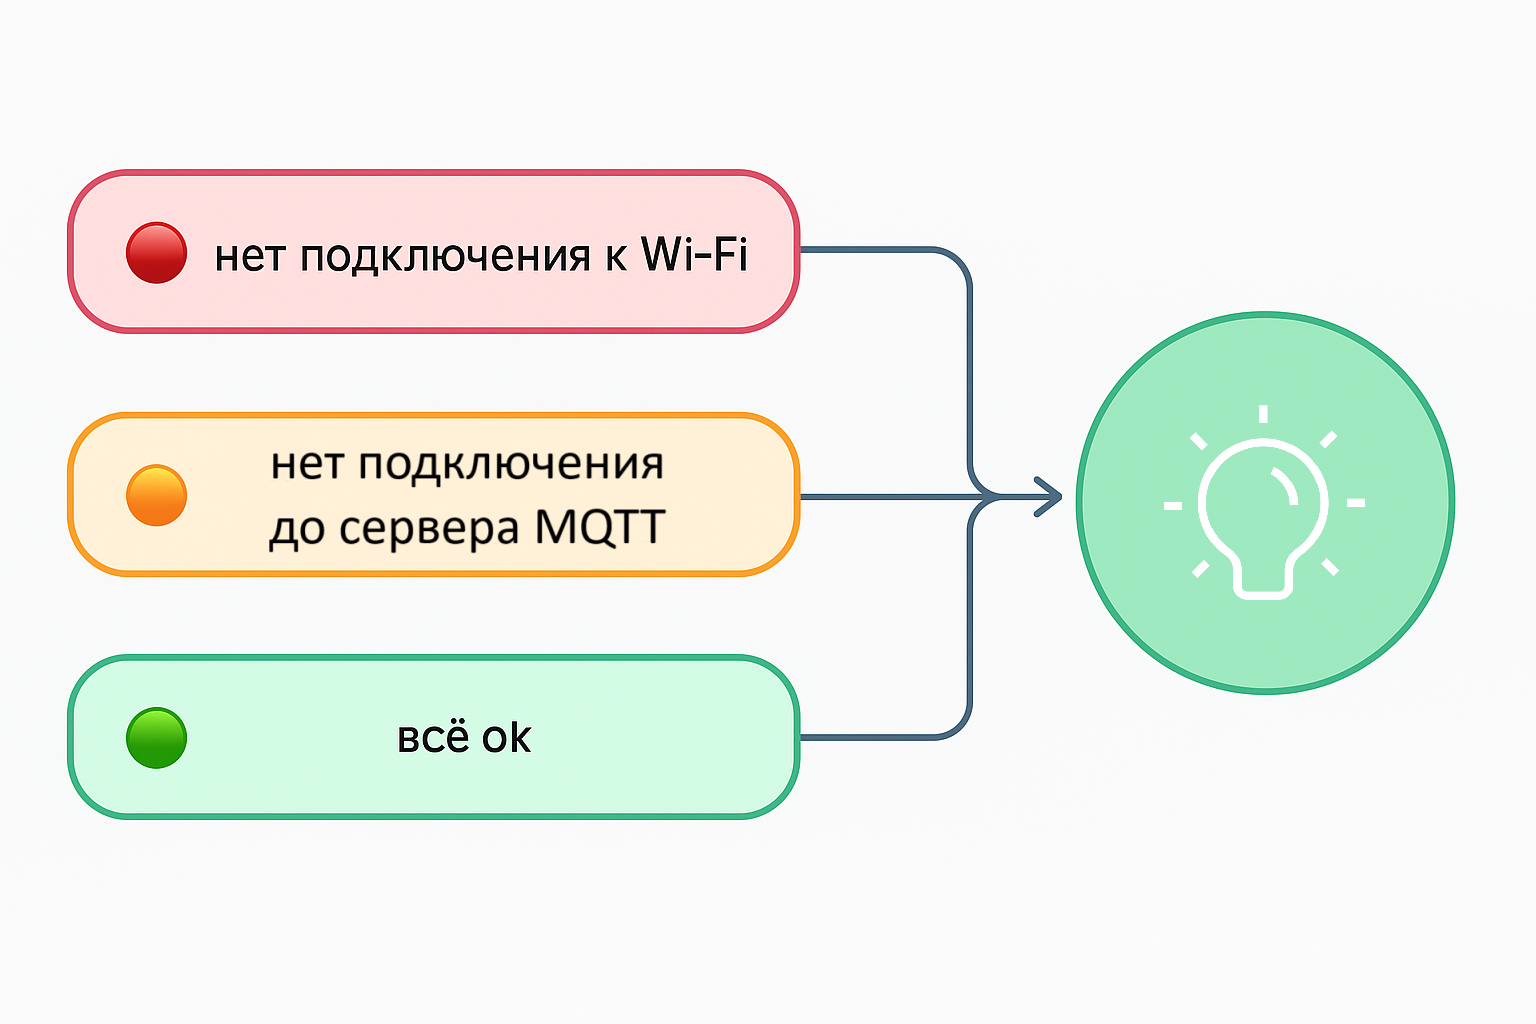 нет подключения к Wi-Fi
нет подключения
до сервера MQTT
всё ok